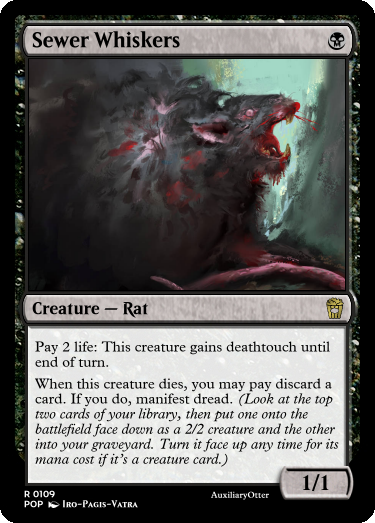 Sewer Whiskers
Creature — Rat
Pay 2 life: This creature gains deathtouch until
end of turn.
When this creature dies, you may pay discard a
card. If you do, manifest dread. (Look at the top
two cards of your library, then put one onto the
battlefield face down as a 2/2 creature and the other
into your graveyard. Turn it face up any time for its
mana cost if it's a creature card.)
1/1
R 0109
POP Iro-Pagis-Vatra
AuxiliaryOtter